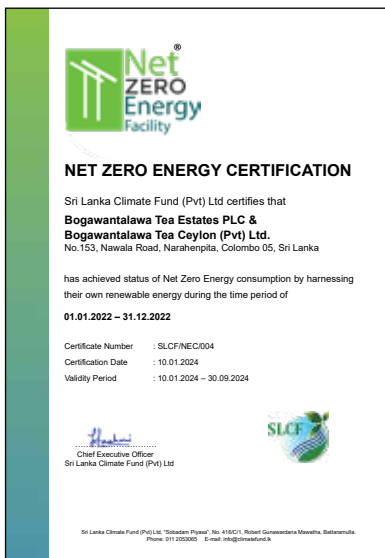 ®
Net
ZERO
Energy
Facility
NET ZERO ENERGY CERTIFICATION
Sri Lanka Climate Fund (Pvt) Ltd certifies that
Bogawantalawa Tea Estates PLC &
Bogawantalawa Tea Ceylon (Pvt) Ltd.
No.153, Nawala Road, Narahenpita, Colombo 05, Sri Lanka
has achieved status of Net Zero Energy consumption by harnessing
their own renewable energy during the time period of
01.01.2022 – 31.12.2022
Certificate Number : SLCF/NEC/004
Certification Date : 10.01.2024
Validity Period : 10.01.2024 – 30.09.2024
Chief Executive Officer
Sri Lanka Climate Fund (Pvt) Ltd
SLCF
Sri Lanka Climate Fund (Pvt) Ltd, "Sobadam Piyasa", No. 416/C/1, Robert Gunawardana Mawatha, Battaramulla.
Phone: 011 2053065 E-mail: info@climatefund.lk